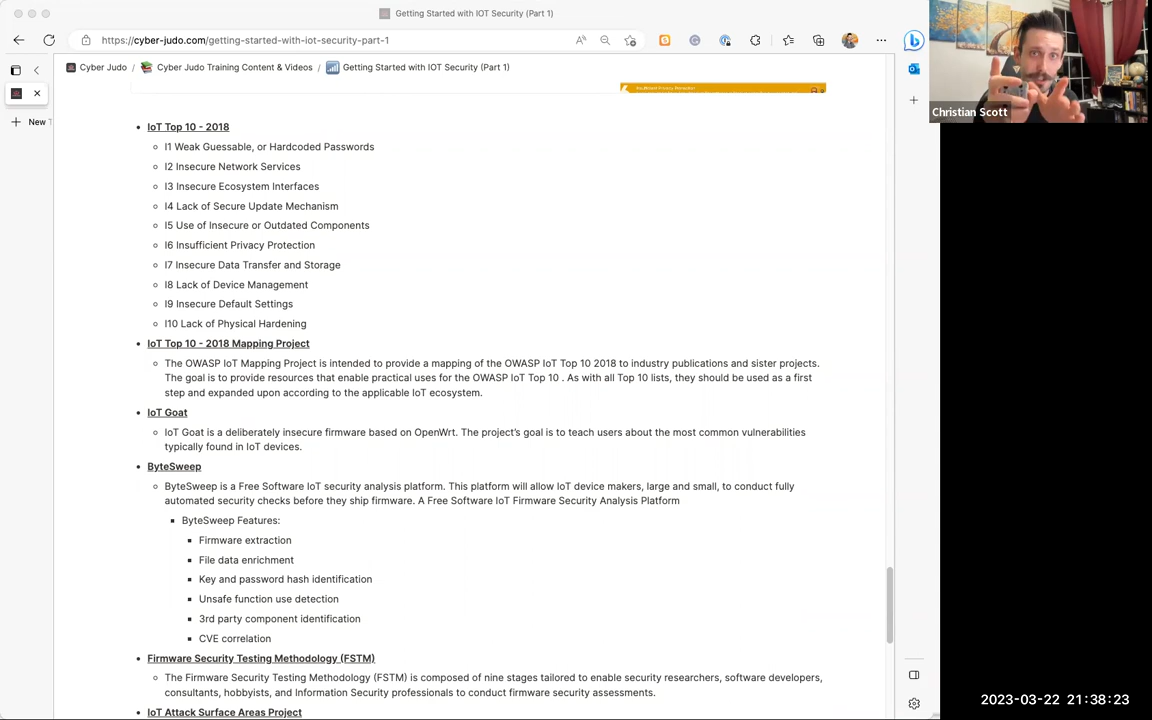 Getting Started with IOT Security (Part 1)
https://cyber-judo.com/getting-started-with-iot-security-part-1
Cyber Judo / Cyber Judo Training Content & Videos / Getting Started with IOT Security (Part 1)
New
Christian Scott
Insufficient Privacy Protection
IoT Top 10 - 2018
I1 Weak Guessable, or Hardcoded Passwords
I2 Insecure Network Services
I3 Insecure Ecosystem Interfaces
I4 Lack of Secure Update Mechanism
I5 Use of Insecure or Outdated Components
I6 Insufficient Privacy Protection
I7 Insecure Data Transfer and Storage
I8 Lack of Device Management
I9 Insecure Default Settings
I10 Lack of Physical Hardening
IoT Top 10 - 2018 Mapping Project
The OWASP IoT Mapping Project is intended to provide a mapping of the OWASP IoT Top 10 2018 to industry publications and sister projects.
The goal is to provide resources that enable practical uses for the OWASP IoT Top 10 . As with all Top 10 lists, they should be used as a first
step and expanded upon according to the applicable IoT ecosystem.
IoT Goat
IoT Goat is a deliberately insecure firmware based on OpenWrt. The project's goal is to teach users about the most common vulnerabilities
typically found in IoT devices.
ByteSweep
ByteSweep is a Free Software IoT security analysis platform. This platform will allow IoT device makers, large and small, to conduct fully
automated security checks before they ship firmware. A Free Software IoT Firmware Security Analysis Platform
ByteSweep Features:
Firmware extraction
File data enrichment
Key and password hash identification
Unsafe function use detection
3rd party component identification
CVE correlation
Firmware Security Testing Methodology (FSTM)
The Firmware Security Testing Methodology (FSTM) is composed of nine stages tailored to enable security researchers, software developers,
consultants, hobbyists, and Information Security professionals to conduct firmware security assessments.
IoT Attack Surface Areas Project
2023-03-22 21:38:23